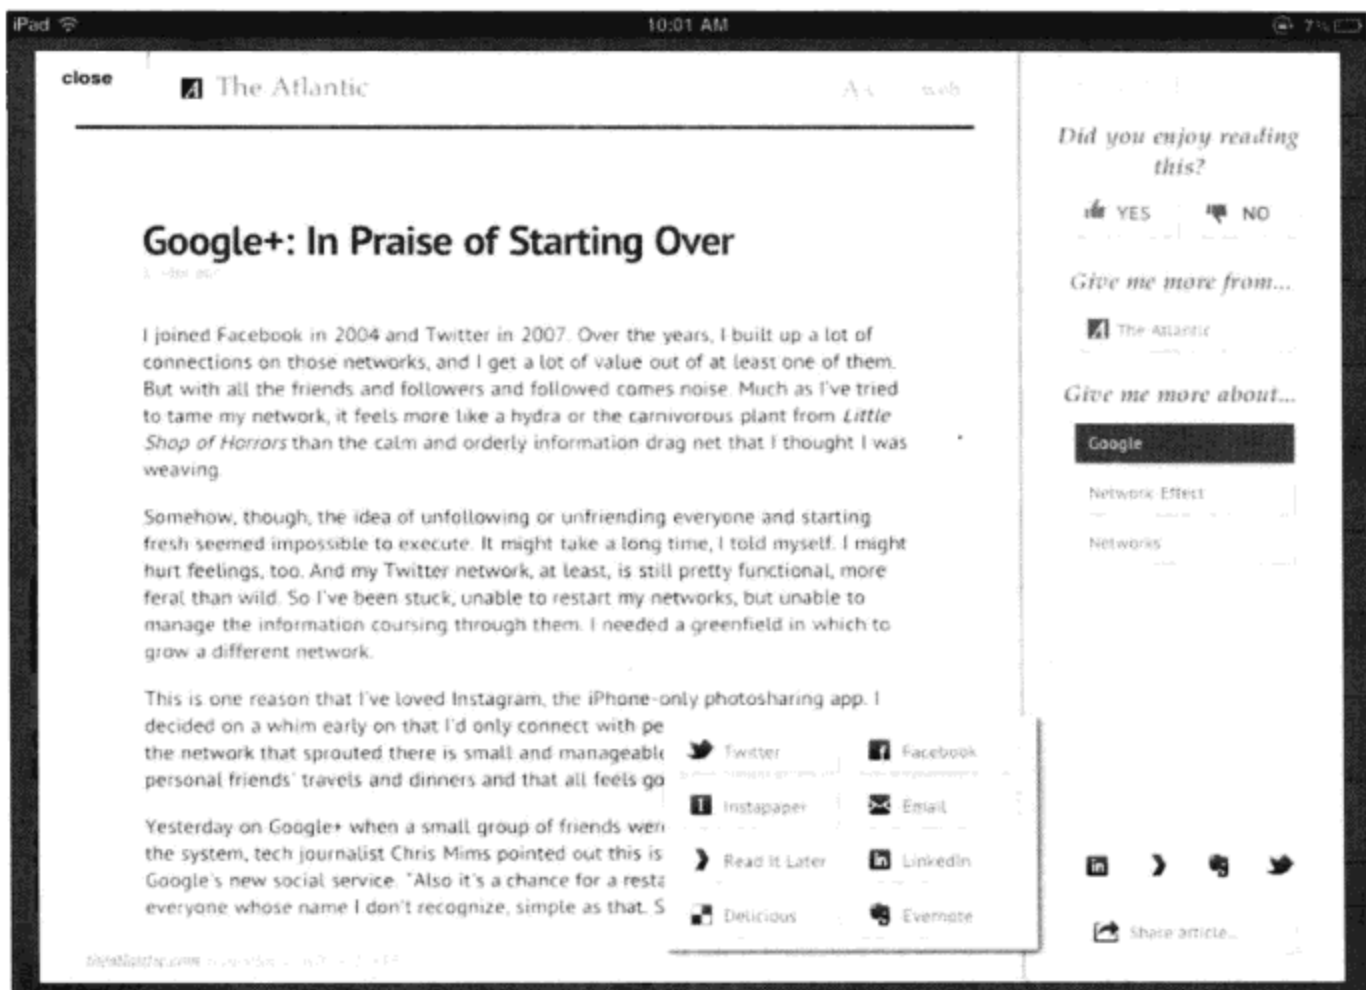 iPad
10:01 AM
7%
close
The Atlantic
web
Google+: In Praise of Starting Over
I joined Facebook in 2004 and Twitter in 2007. Over the years, I built up a lot of
connections on those networks, and I get a lot of value out of at least one of them.
But with all the friends and followers and followed comes noise. Much as I've tried
to tame my network, it feels more like a hydra or the carnivorous plant from Little
Shop of Horrors than the calm and orderly information drag net that I thought I was
weaving.
Somehow, though, the idea of unfollowing or unfriending everyone and starting
fresh seemed impossible to execute. It might take a long time, I told myself. I might
hurt feelings, too. And my Twitter network, at least, is still pretty functional, more
feral than wild. So I've been stuck, unable to restart my networks, but unable to
manage the information coursing through them. I needed a greenfield in which to
grow a different network.
This is one reason that I've loved Instagram, the iPhone-only photosharing app. I
decided on a whim early on that I'd only connect with pe
the network that sprouted there is small and manageable
personal friends' travels and dinners and that all feels go
Yesterday on Google+ when a small group of friends were
the system, tech journalist Chris Mims pointed out this is
Google's new social service. "Also it's a chance for a resta
everyone whose name I don't recognize, simple as that. S
theatlantic.com
Twitter
Facebook
Instapaper
Email
Read It Later
LinkedIn
Delicious
Evernote
Did you enjoy reading
this?
YES
NO
Give me more from...
The Atlantic
Give me more about...
Google
Network Effect
Networks
Share article...